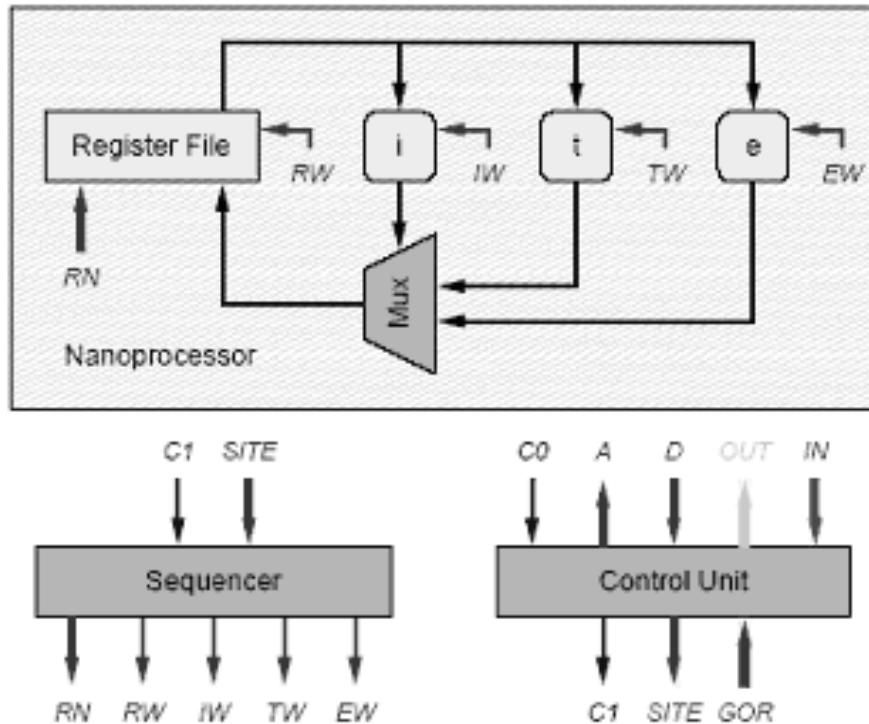 Register File
i
t
e
RW
IW
TW
EW
RN
Mux
Nanoprocessor
C1 SITE
C0 A D OUT IN
Sequencer
Control Unit
RN RW IW TW EW
C1 SITE GOR